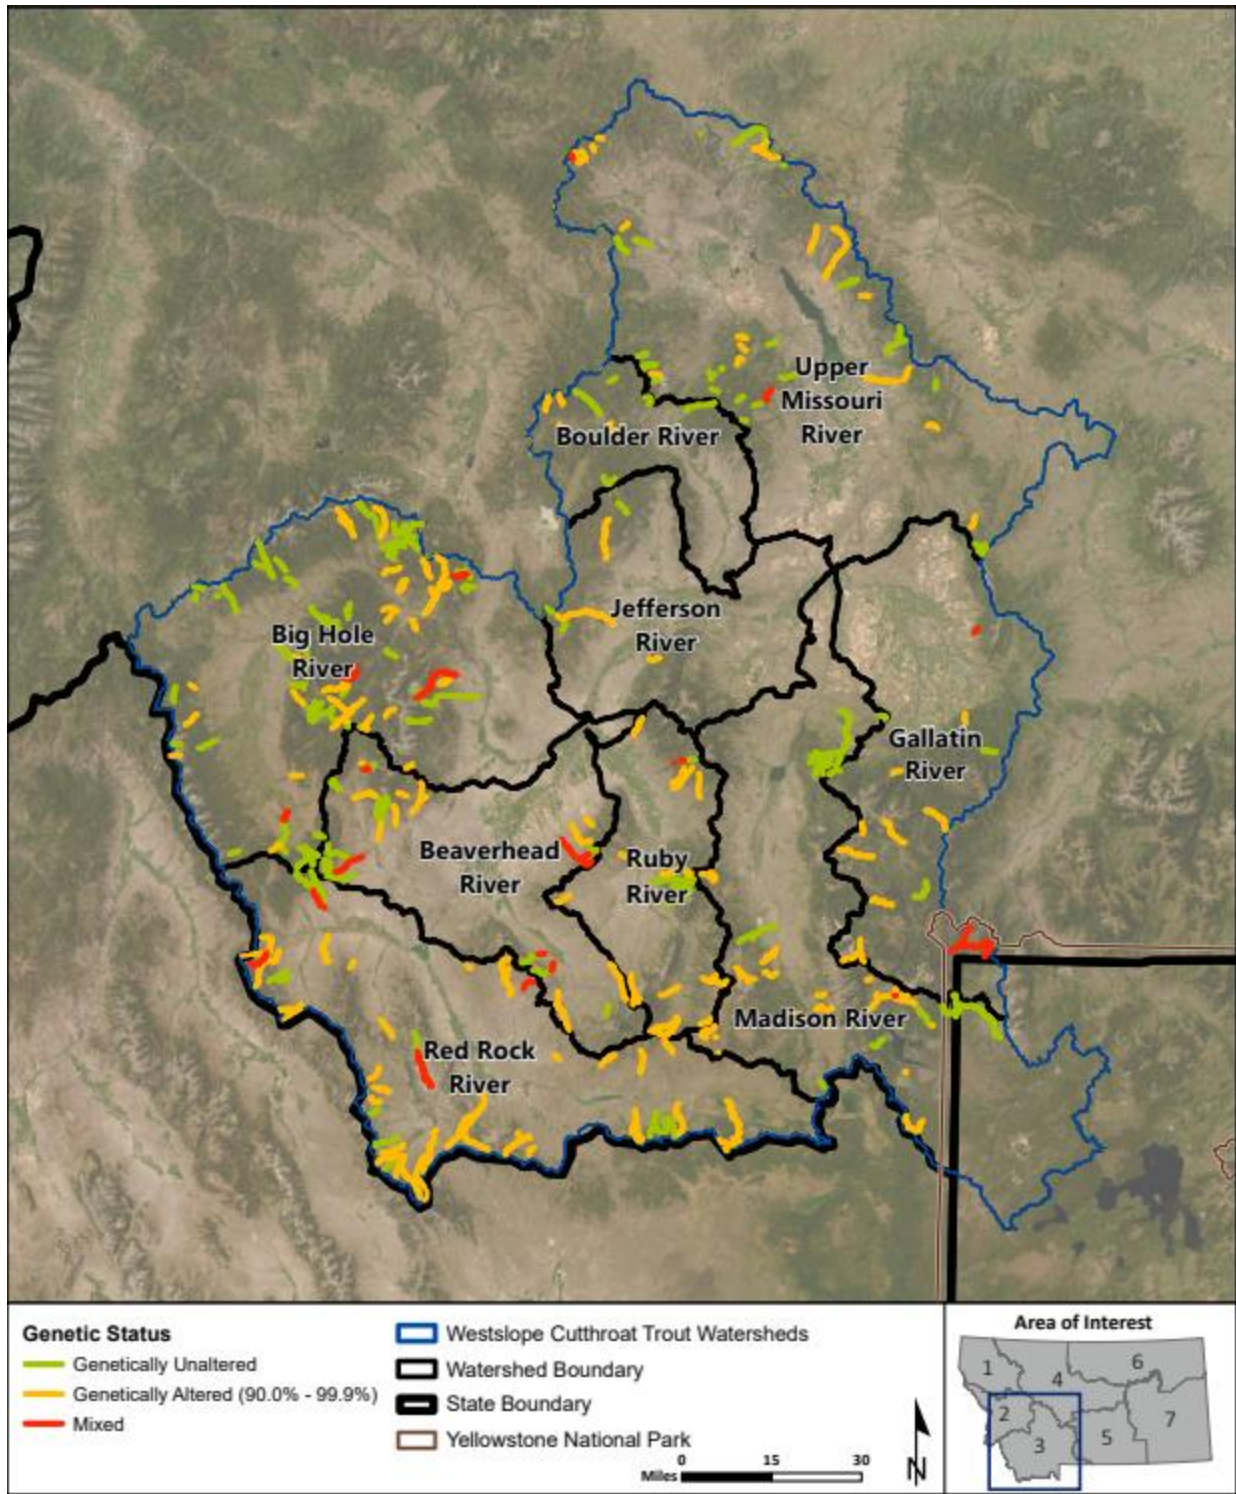 Upper
Missouri
River
Boulder River
Jefferson
River
Big Hole
River
Gallatin
River
Beaverhead
River
Ruby
River
Madison River
Red Rock
River
Genetic Status
Genetically Unaltered
Genetically Altered (90.0% - 99.9%)
Mixed
Westslope Cutthroat Trout Watersheds
Watershed Boundary
State Boundary
Yellowstone National Park
0 15 30
Miles
N
Area of Interest
1
2
3
4
5
6
7